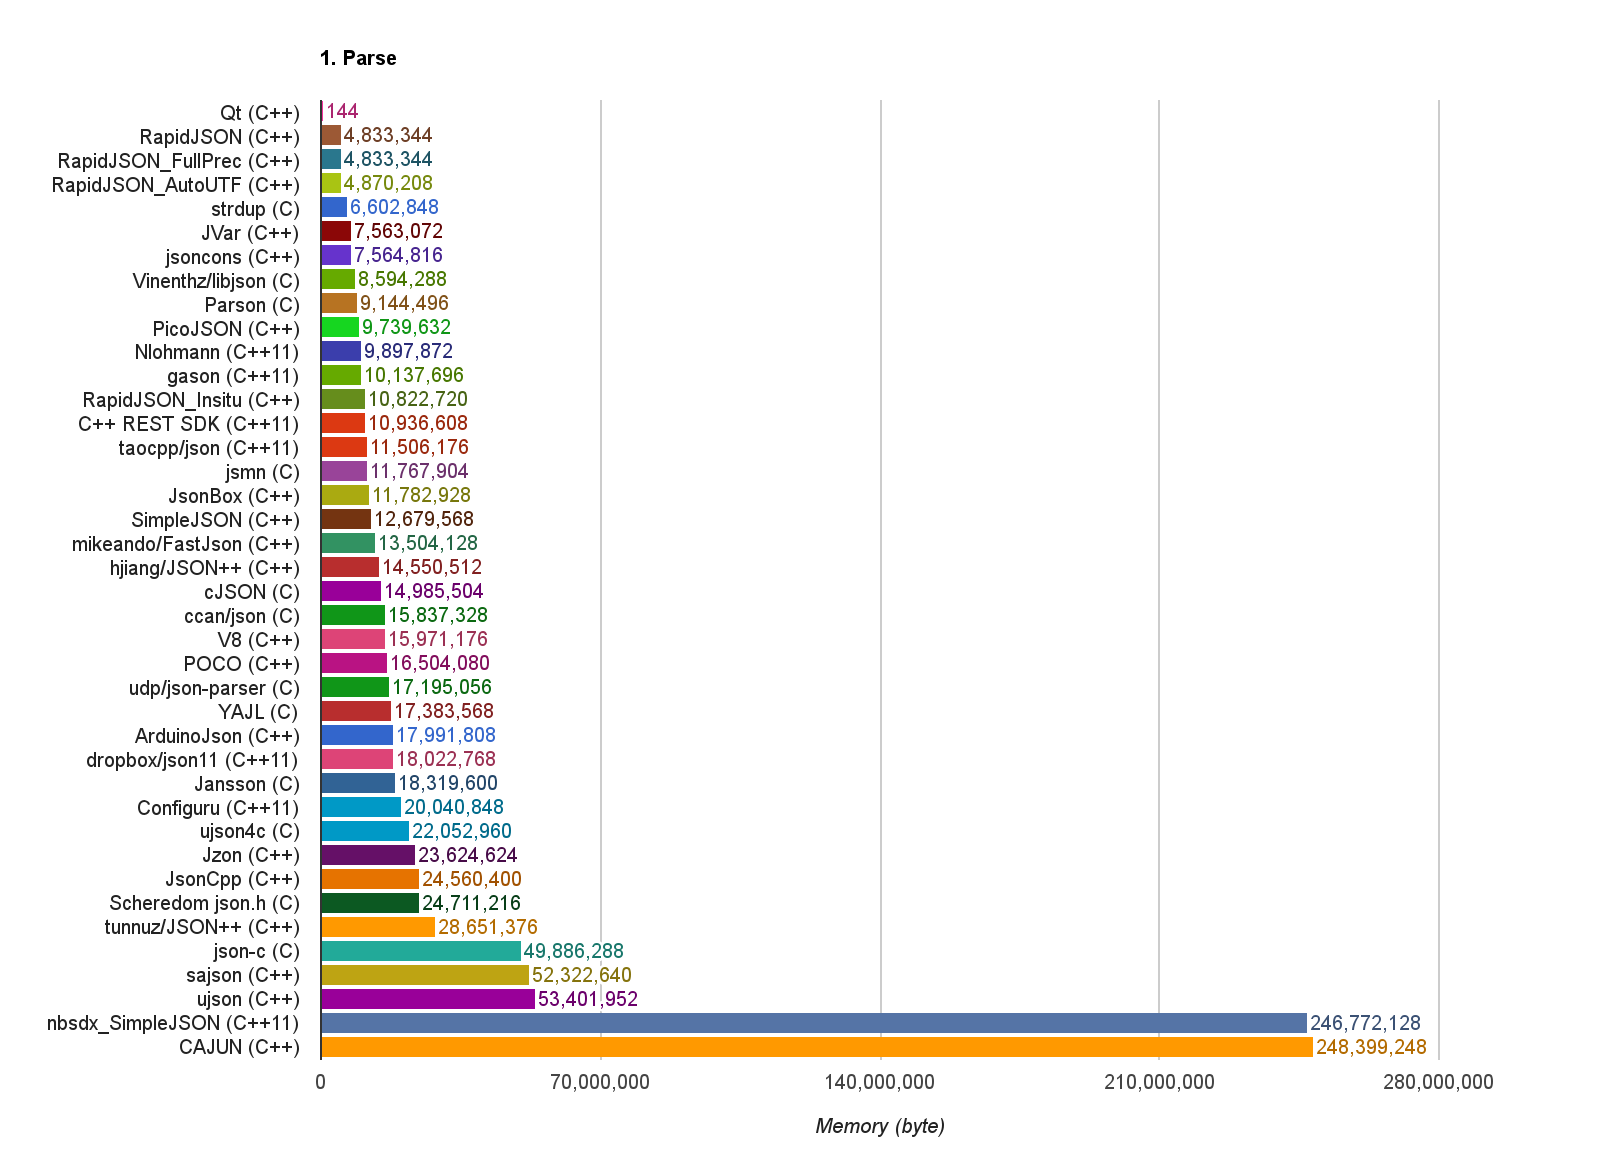 1. Parse
Qt (C++) 144
RapidJSON (C++) 4,833,344
RapidJSON_FullPrec (C++) 4,833,344
RapidJSON_AutoUTF (C++) 4,870,208
strdup (C) 6,602,848
JVar (C++) 7,563,072
jsoncons (C++) 7,564,816
Vinenthz/libjson (C) 8,594,288
Parson (C) 9,144,496
PicoJSON (C++) 9,739,632
Nlohmann (C++11) 9,897,872
gason (C++11) 10,137,696
RapidJSON_Insitu (C++) 10,822,720
C++ REST SDK (C++11) 10,936,608
taocpp/json (C++11) 11,506,176
jsmn (C) 11,767,904
JsonBox (C++) 11,782,928
SimpleJSON (C++) 12,679,568
mikeando/FastJson (C++) 13,504,128
hjiang/JSON++ (C++) 14,550,512
cJSON (C) 14,985,504
ccan/json (C) 15,837,328
V8 (C++) 15,971,176
POCO (C++) 16,504,080
udp/json-parser (C) 17,195,056
YAJL (C) 17,383,568
ArduinoJson (C++) 17,991,808
dropbox/json11 (C++11) 18,022,768
Jansson (C) 18,319,600
Configuru (C++11) 20,040,848
ujson4c (C) 22,052,960
Jzon (C++) 23,624,624
JsonCpp (C++) 24,560,400
Scheredom json.h (C) 24,711,216
tunnuz/JSON++ (C++) 28,651,376
json-c (C) 49,886,288
sajson (C++) 52,322,640
ujson (C++) 53,401,952
nbsdx_SimpleJSON (C++11) 246,772,128
CAJUN (C++) 248,399,248
0 70,000,000 140,000,000 210,000,000 280,000,000
Memory (byte)